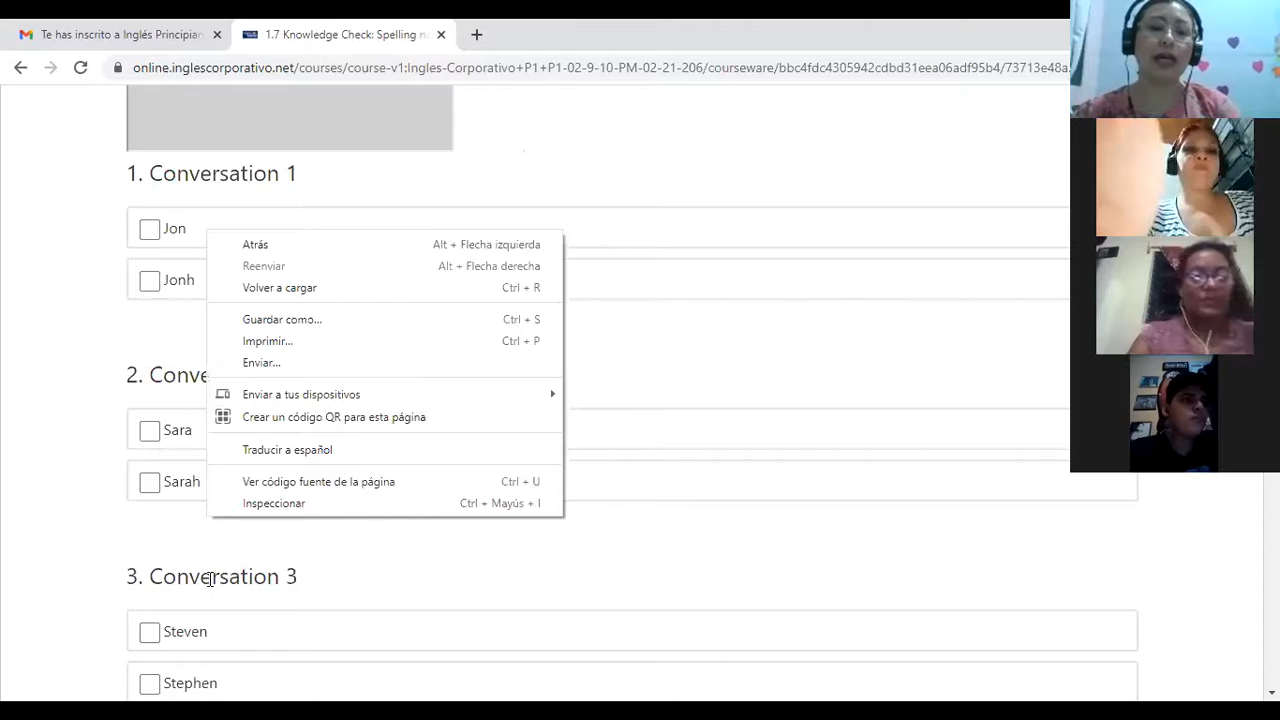 Te has inscrito a Inglés Principian
1.7 Knowledge Check: Spelling n
online.inglescorporativo.net/courses/course-v1:Ingles-Corporativo+P1+P1-02-9-10-PM-02-21-206/courseware/bbc4fdc4305942cdbd31eea06adf95b4/73713e48a
1. Conversation 1
Jon
Atrás Alt + Flecha izquierda
Reenviar Alt + Flecha derecha
Jonh
Volver a cargar Ctrl + R
Guardar como... Ctrl + S
Imprimir... Ctrl + P
Enviar...
2. Conve
Enviar a tus dispositivos
Crear un código QR para esta página
Sara
Traducir a español
Sarah
Ver código fuente de la página Ctrl + U
Inspeccionar Ctrl + Mayús + I
3. Conversation 3
Steven
Stephen